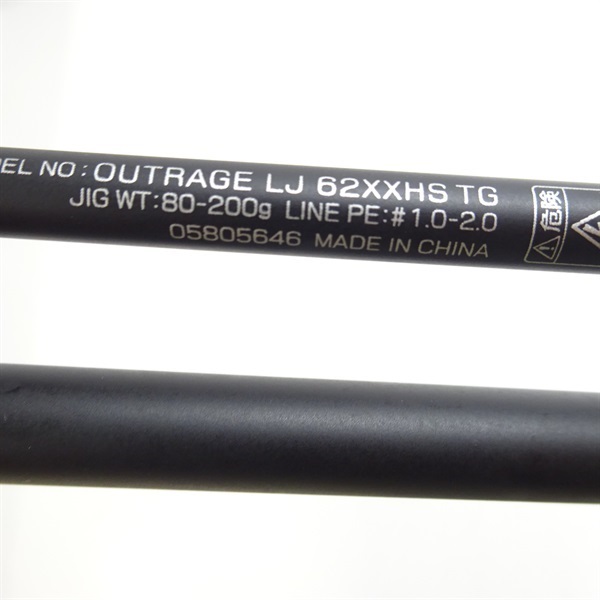 NO: OUTRAGE LJ 62XXHS TG
JIG WT:80-200g LINE PE:#1.0-2.0
05805646 MADE IN CHINA
危険